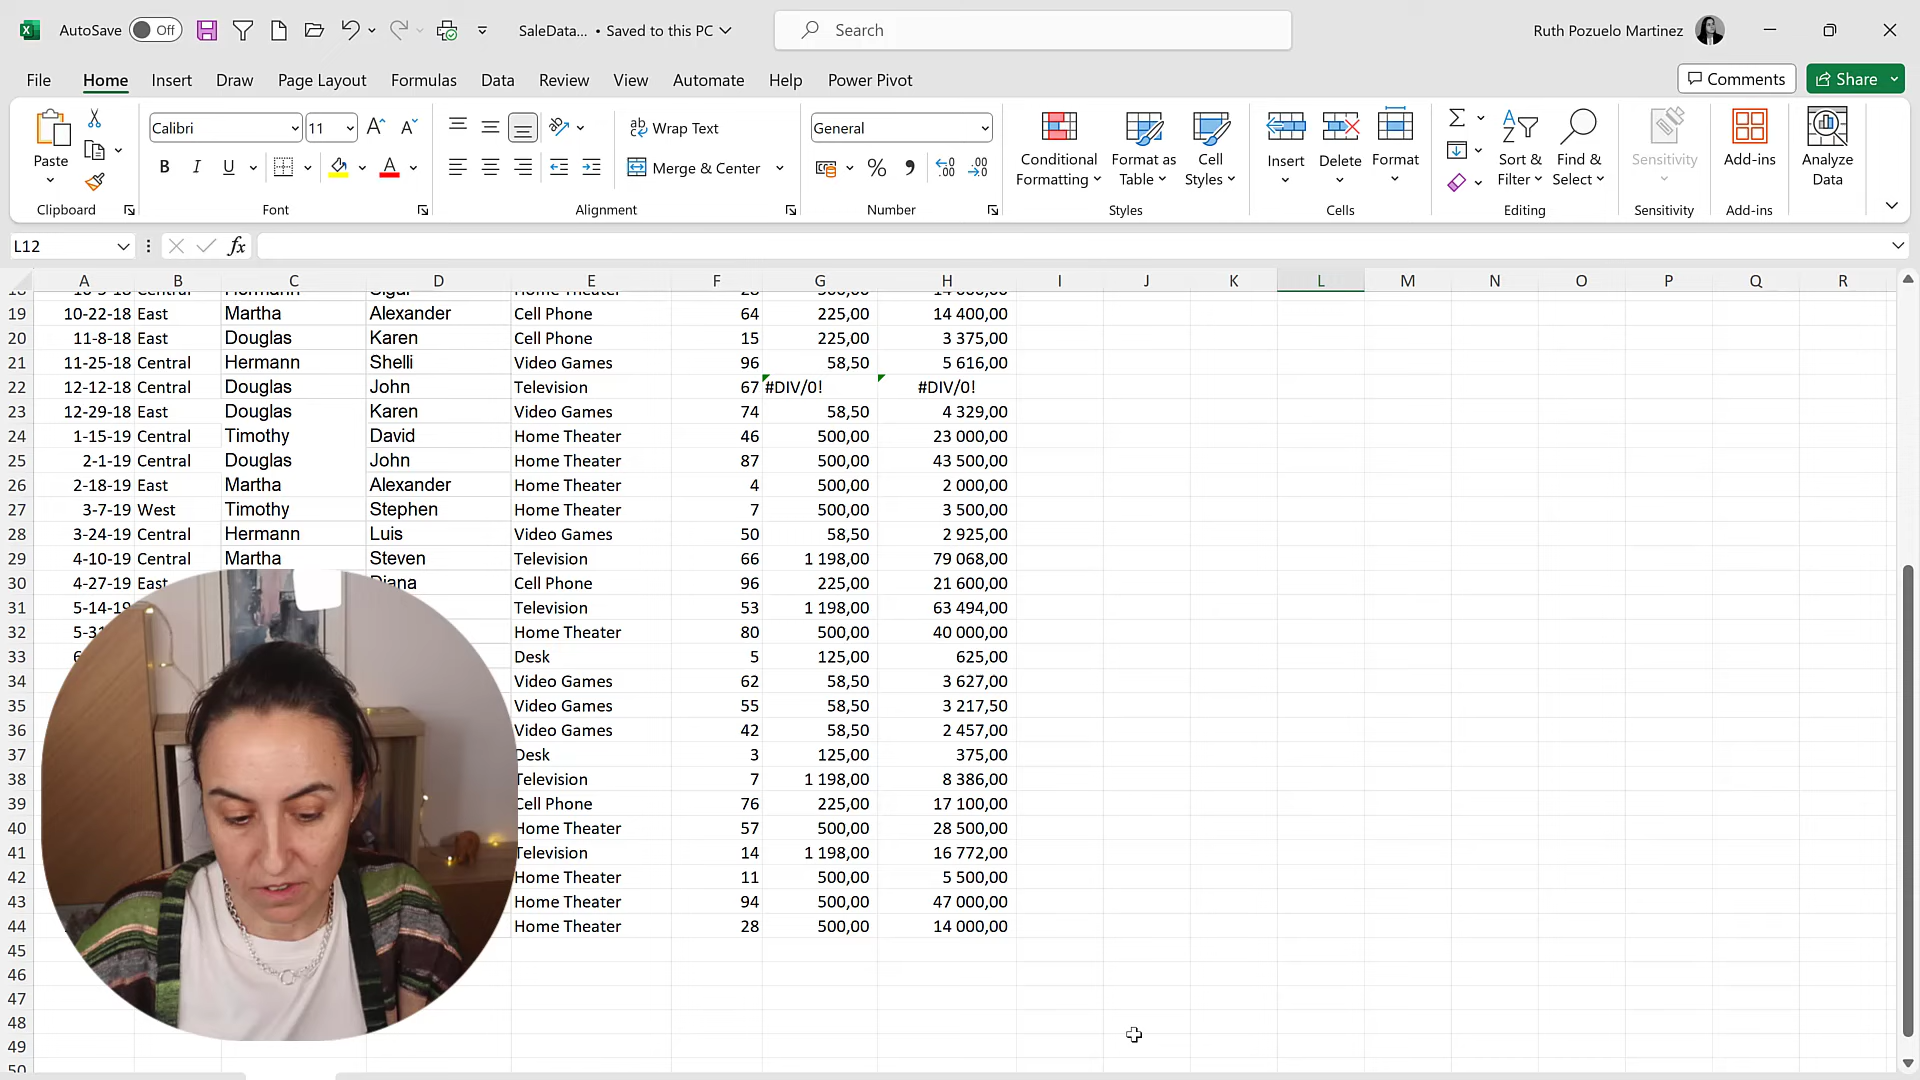 AutoSave Off SaleData... • Saved to this PC Search Ruth Pozuelo Martinez
File Home Insert Draw Page Layout Formulas Data Review View Automate Help Power Pivot Comments Share
Paste Calibri 11 Wrap Text General Conditional Formatting Format as Table Cell Styles Insert Delete Format Sort & Filter Find & Select Sensitivity Add-ins Analyze Data
B I U A Merge & Center % 9
Clipboard Font Alignment Number Styles Cells Editing Sensitivity Add-ins
L12 fx
A B C D E F G H I J K L M N O P Q R
19 10-22-18 East Martha Alexander Cell Phone 64 225,00 14 400,00
20 11-8-18 East Douglas Karen Cell Phone 15 225,00 3 375,00
21 11-25-18 Central Hermann Shelli Video Games 96 58,50 5 616,00
22 12-12-18 Central Douglas John Television 67 #DIV/0! #DIV/0!
23 12-29-18 East Douglas Karen Video Games 74 58,50 4 329,00
24 1-15-19 Central Timothy David Home Theater 46 500,00 23 000,00
25 2-1-19 Central Douglas John Home Theater 87 500,00 43 500,00
26 2-18-19 East Martha Alexander Home Theater 4 500,00 2 000,00
27 3-7-19 West Timothy Stephen Home Theater 7 500,00 3 500,00
28 3-24-19 Central Hermann Luis Video Games 50 58,50 2 925,00
29 4-10-19 Central Martha Steven Television 66 1 198,00 79 068,00
30 4-27-19 East Diana Cell Phone 96 225,00 21 600,00
31 5-14-19 Television 53 1 198,00 63 494,00
32 Home Theater 80 500,00 40 000,00
33 Desk 5 125,00 625,00
34 Video Games 62 58,50 3 627,00
35 Video Games 55 58,50 3 217,50
36 Video Games 42 58,50 2 457,00
37 Desk 3 125,00 375,00
38 Television 7 1 198,00 8 386,00
39 Cell Phone 76 225,00 17 100,00
40 Home Theater 57 500,00 28 500,00
41 Television 14 1 198,00 16 772,00
42 Home Theater 11 500,00 5 500,00
43 Home Theater 94 500,00 47 000,00
44 Home Theater 28 500,00 14 000,00
45
46
47
48
49
50